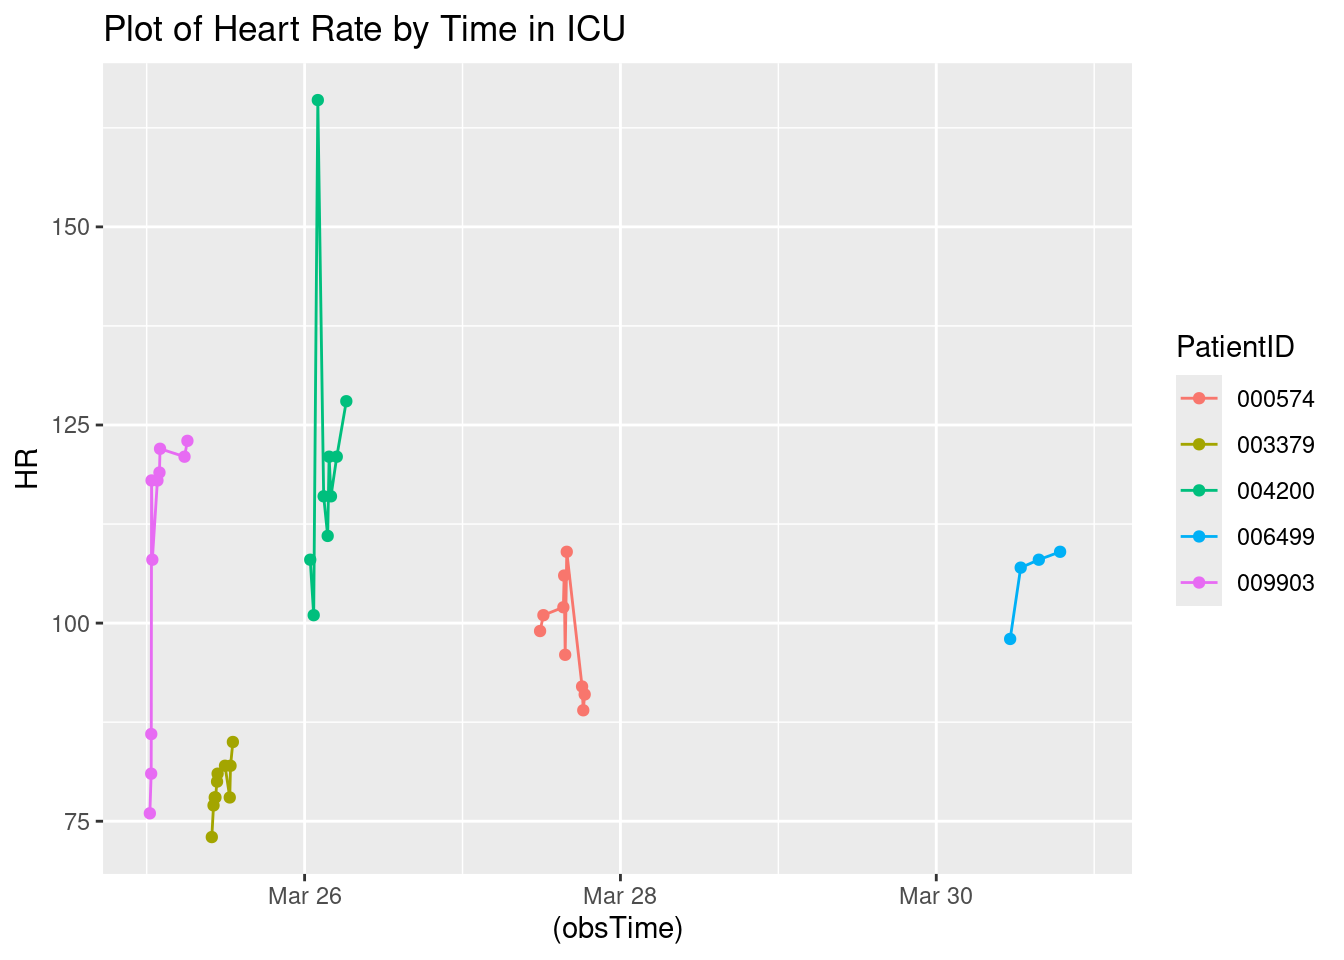 Plot of Heart Rate by Time in ICU
HR
150
125
100
75
Mar 26
Mar 28
Mar 30
(obsTime)
PatientID
000574
003379
004200
006499
009903